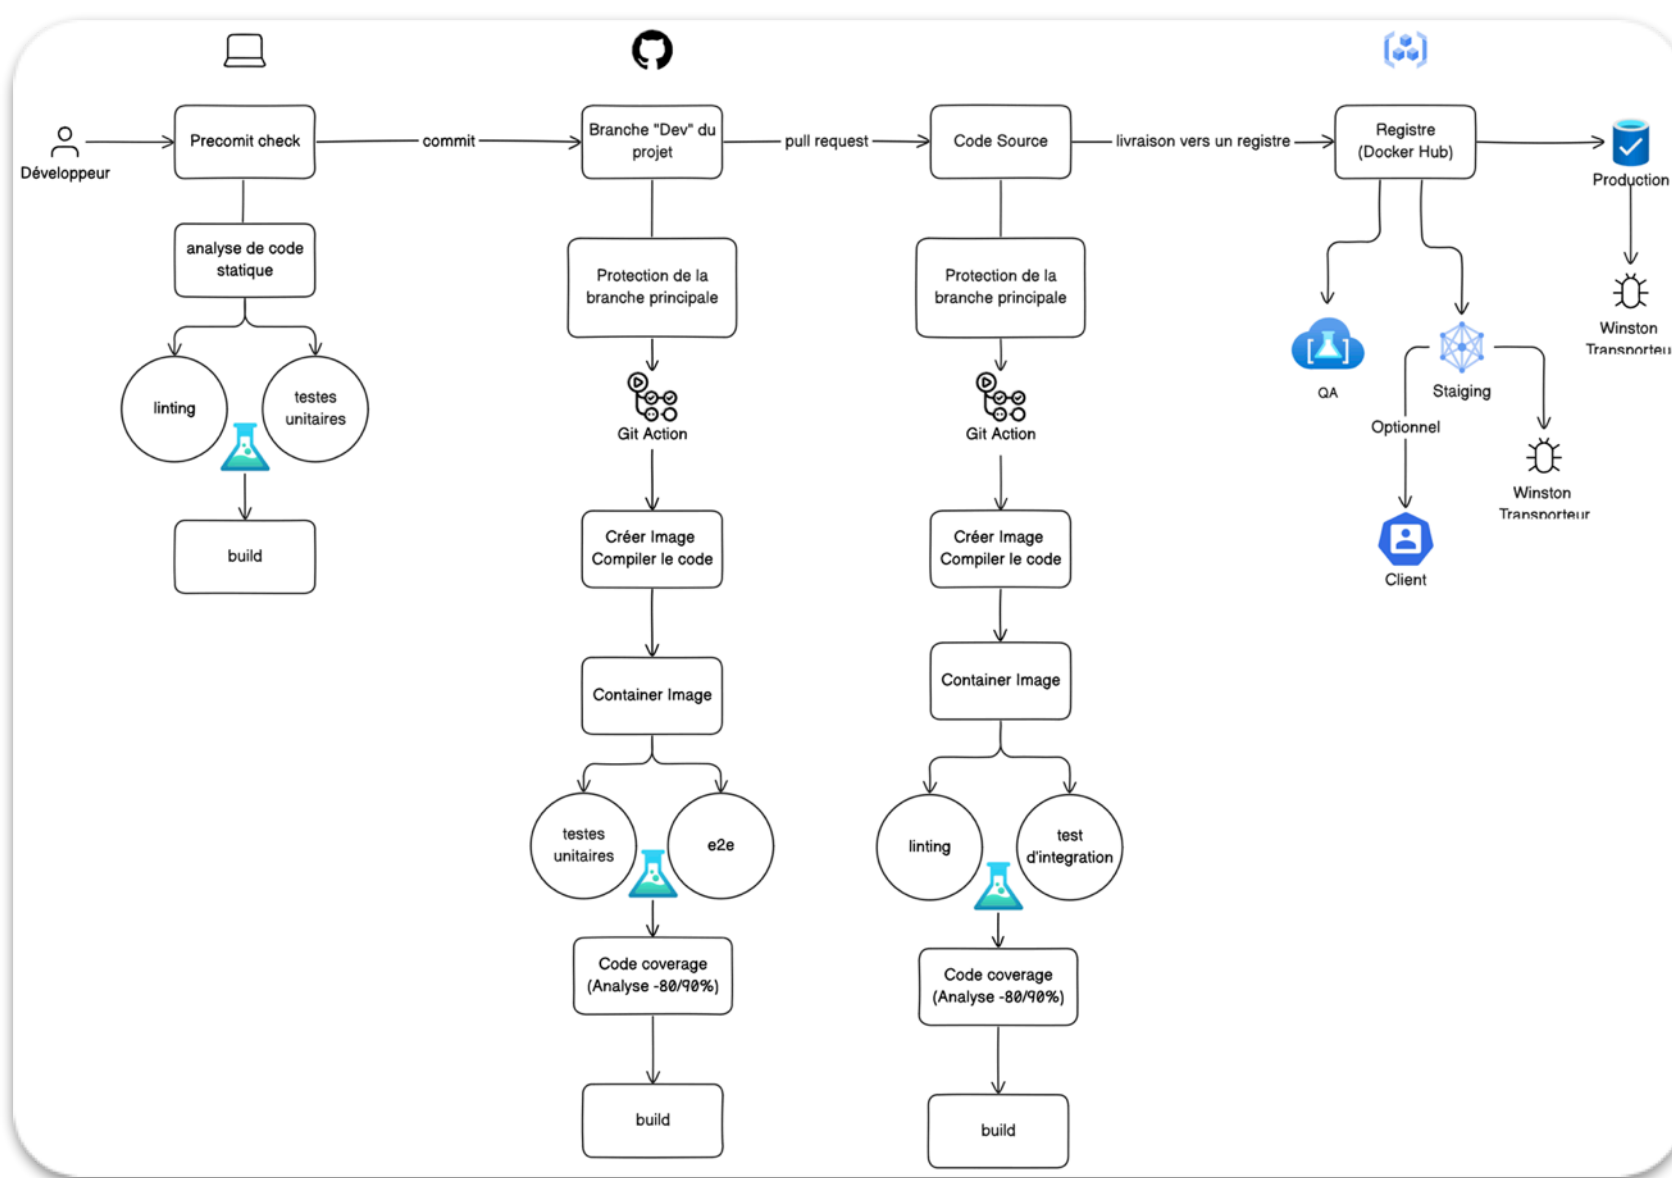 Développeur
Precomit check
commit
Branche "Dev" du
projet
pull request
Code Source
livraison vers un registre
Registre
(Docker Hub)
Production
analyse de code
statique
linting
testes
unitaires
build
Protection de la
branche principale
Git Action
Créer Image
Compiler le code
Container Image
testes
unitaires
e2e
Code coverage
(Analyse -80/90%)
build
Protection de la
branche principale
Git Action
Créer Image
Compiler le code
Container Image
linting
test
d'integration
Code coverage
(Analyse -80/90%)
build
QA
Staiging
Optionnel
Client
Winston
Transporteur
Winston
Transporteur